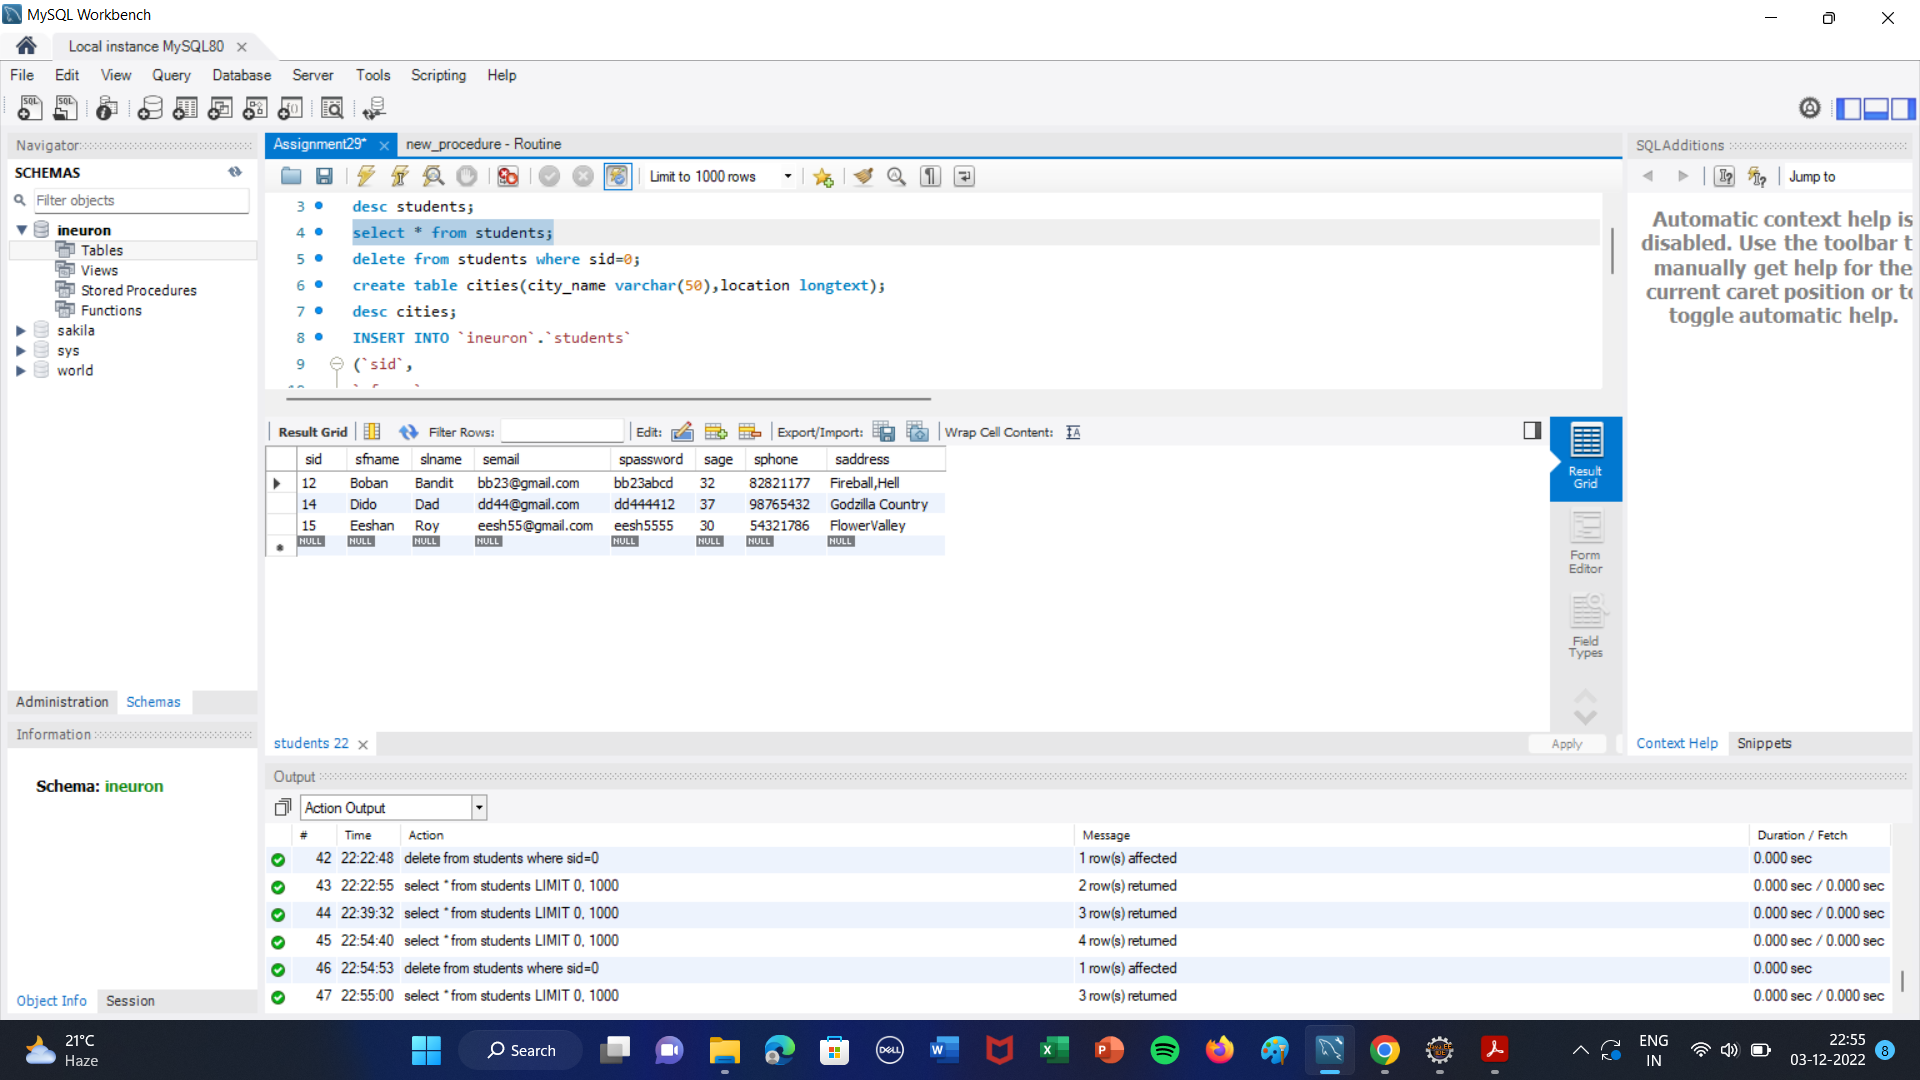 MySQL Workbench
Local instance MySQL80
File Edit View Query Database Server Tools Scripting Help
Navigator
SCHEMAS
Filter objects
ineuron
Tables
Views
Stored Procedures
Functions
sakila
sys
world
Administration Schemas
Information
Schema: ineuron
Object Info Session
Assignment29* new_procedure - Routine
Limit to 1000 rows
3 desc students;
4 select * from students;
5 delete from students where sid=0;
6 create table cities(city_name varchar(50),location longtext);
7 desc cities;
8 INSERT INTO `ineuron`.`students`
9 (`sid`,
Result Grid Filter Rows: Edit: Export/Import: Wrap Cell Content:
sid sfname slname semail spassword sage sphone saddress
12 Boban Bandit bb23@gmail.com bb23abcd 32 82821177 Fireball,Hell
14 Dido Dad dd44@gmail.com dd444412 37 98765432 Godzilla Country
15 Eeshan Roy eesh55@gmail.com eesh5555 30 54321786 FlowerValley
NULL NULL NULL NULL NULL NULL NULL NULL
Result
Grid
Form
Editor
Field
Types
students 22
Apply
SQLAdditions
Jump to
Automatic context help is
disabled. Use the toolbar t
manually get help for the
current caret position or to
toggle automatic help.
Context Help Snippets
Output
Action Output
# Time Action Message Duration / Fetch
42 22:22:48 delete from students where sid=0 1 row(s) affected 0.000 sec
43 22:22:55 select * from students LIMIT 0, 1000 2 row(s) returned 0.000 sec / 0.000 sec
44 22:39:32 select * from students LIMIT 0, 1000 3 row(s) returned 0.000 sec / 0.000 sec
45 22:54:40 select * from students LIMIT 0, 1000 4 row(s) returned 0.000 sec / 0.000 sec
46 22:54:53 delete from students where sid=0 1 row(s) affected 0.000 sec
47 22:55:00 select * from students LIMIT 0, 1000 3 row(s) returned 0.000 sec / 0.000 sec
21°C
Haze
Search
ENG
IN
22:55
03-12-2022
8